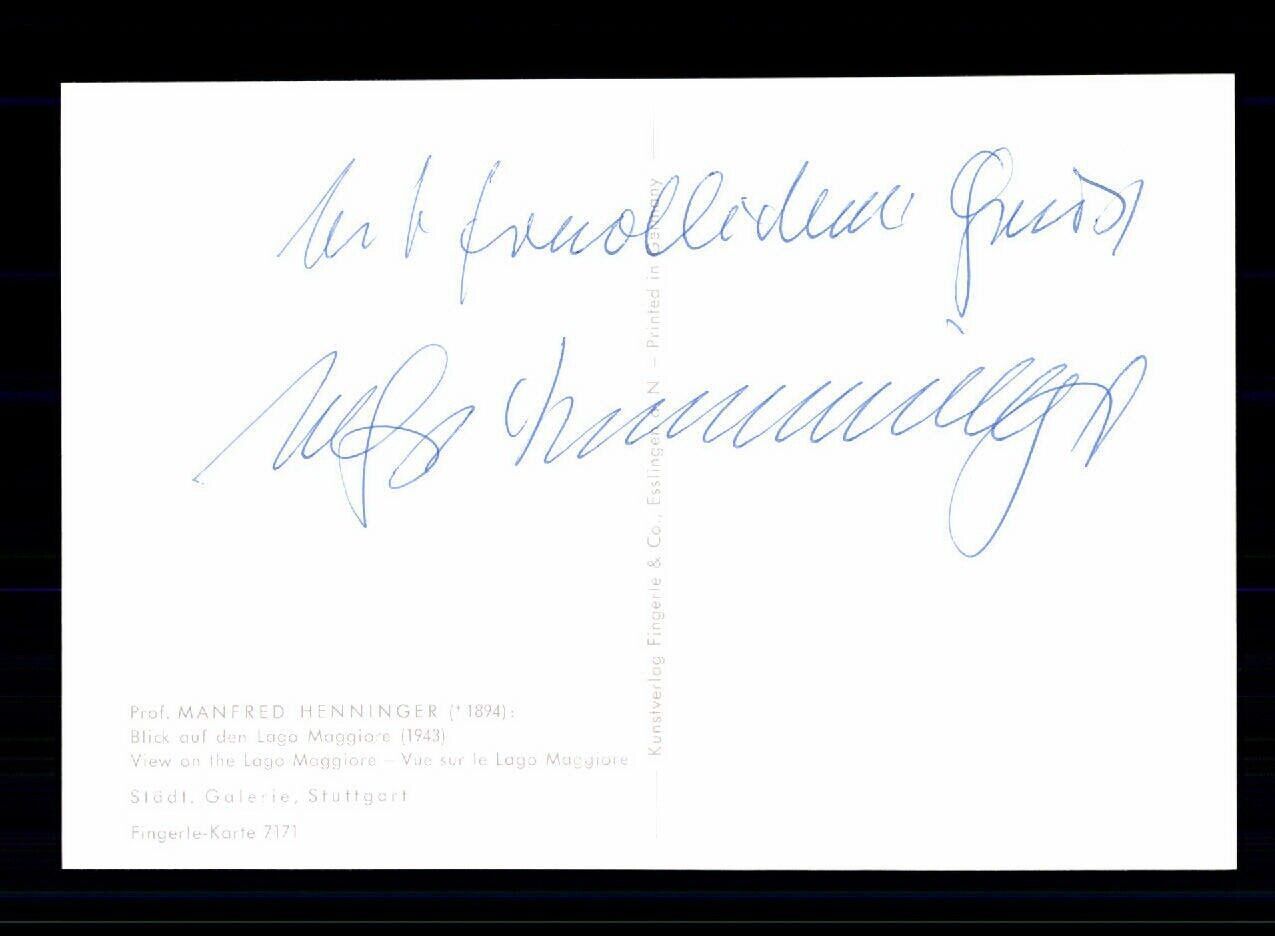 mit freundlichem Gruss
Prof. MANFRED HENNINGER (*1894):
Blick auf den Lago Maggiore (1943)
View on the Lago Maggiore – Vue sur le Lago Maggiore
Städt. Galerie, Stuttgart
Fingerle-Karte 7171
Kunstverlag Fingerle & Co., Esslingen a. N – Printed in Germany